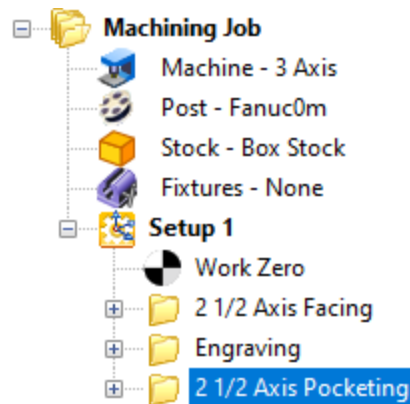 Machining Job
Machine - 3 Axis
Post - Fanuc0m
Stock - Box Stock
Fixtures - None
Setup 1
Work Zero
2 1/2 Axis Facing
Engraving
2 1/2 Axis Pocketing